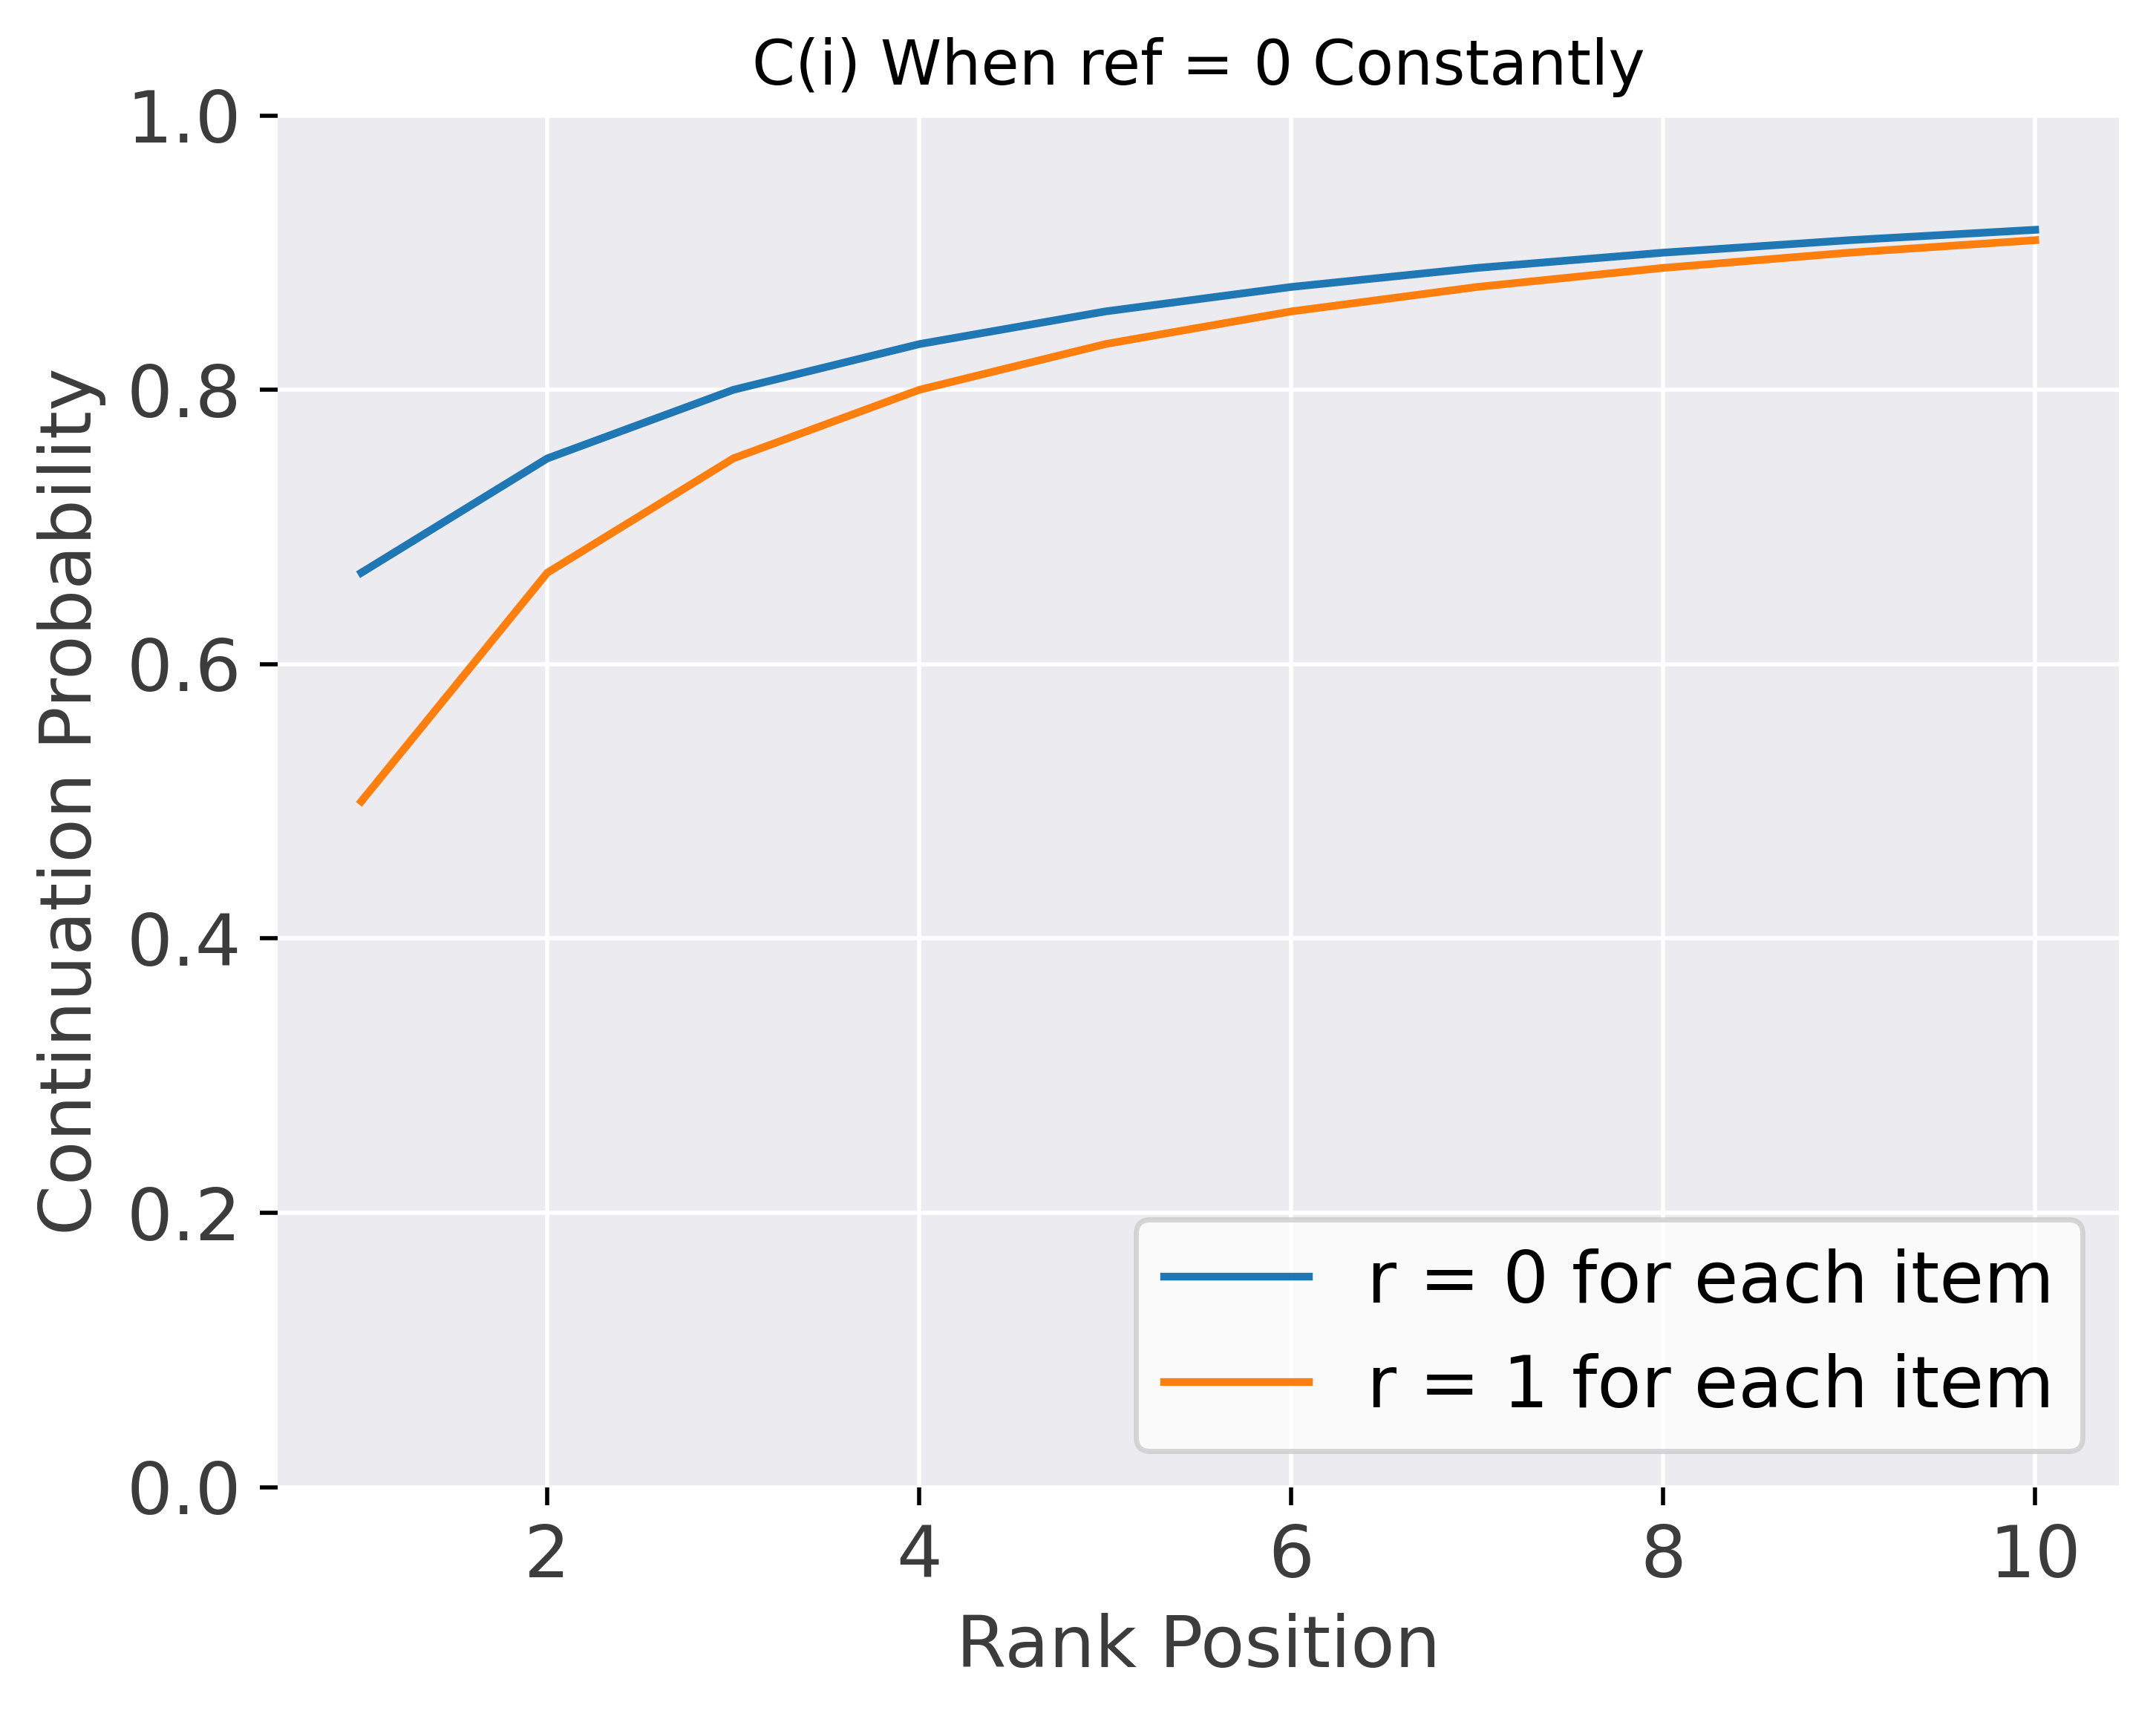 C(i) When ref = 0 Constantly
Continuation Probability
1.0
0.8
0.6
0.4
0.2
0.0
r = 0 for each item
r = 1 for each item
2 4 6 8 10
Rank Position